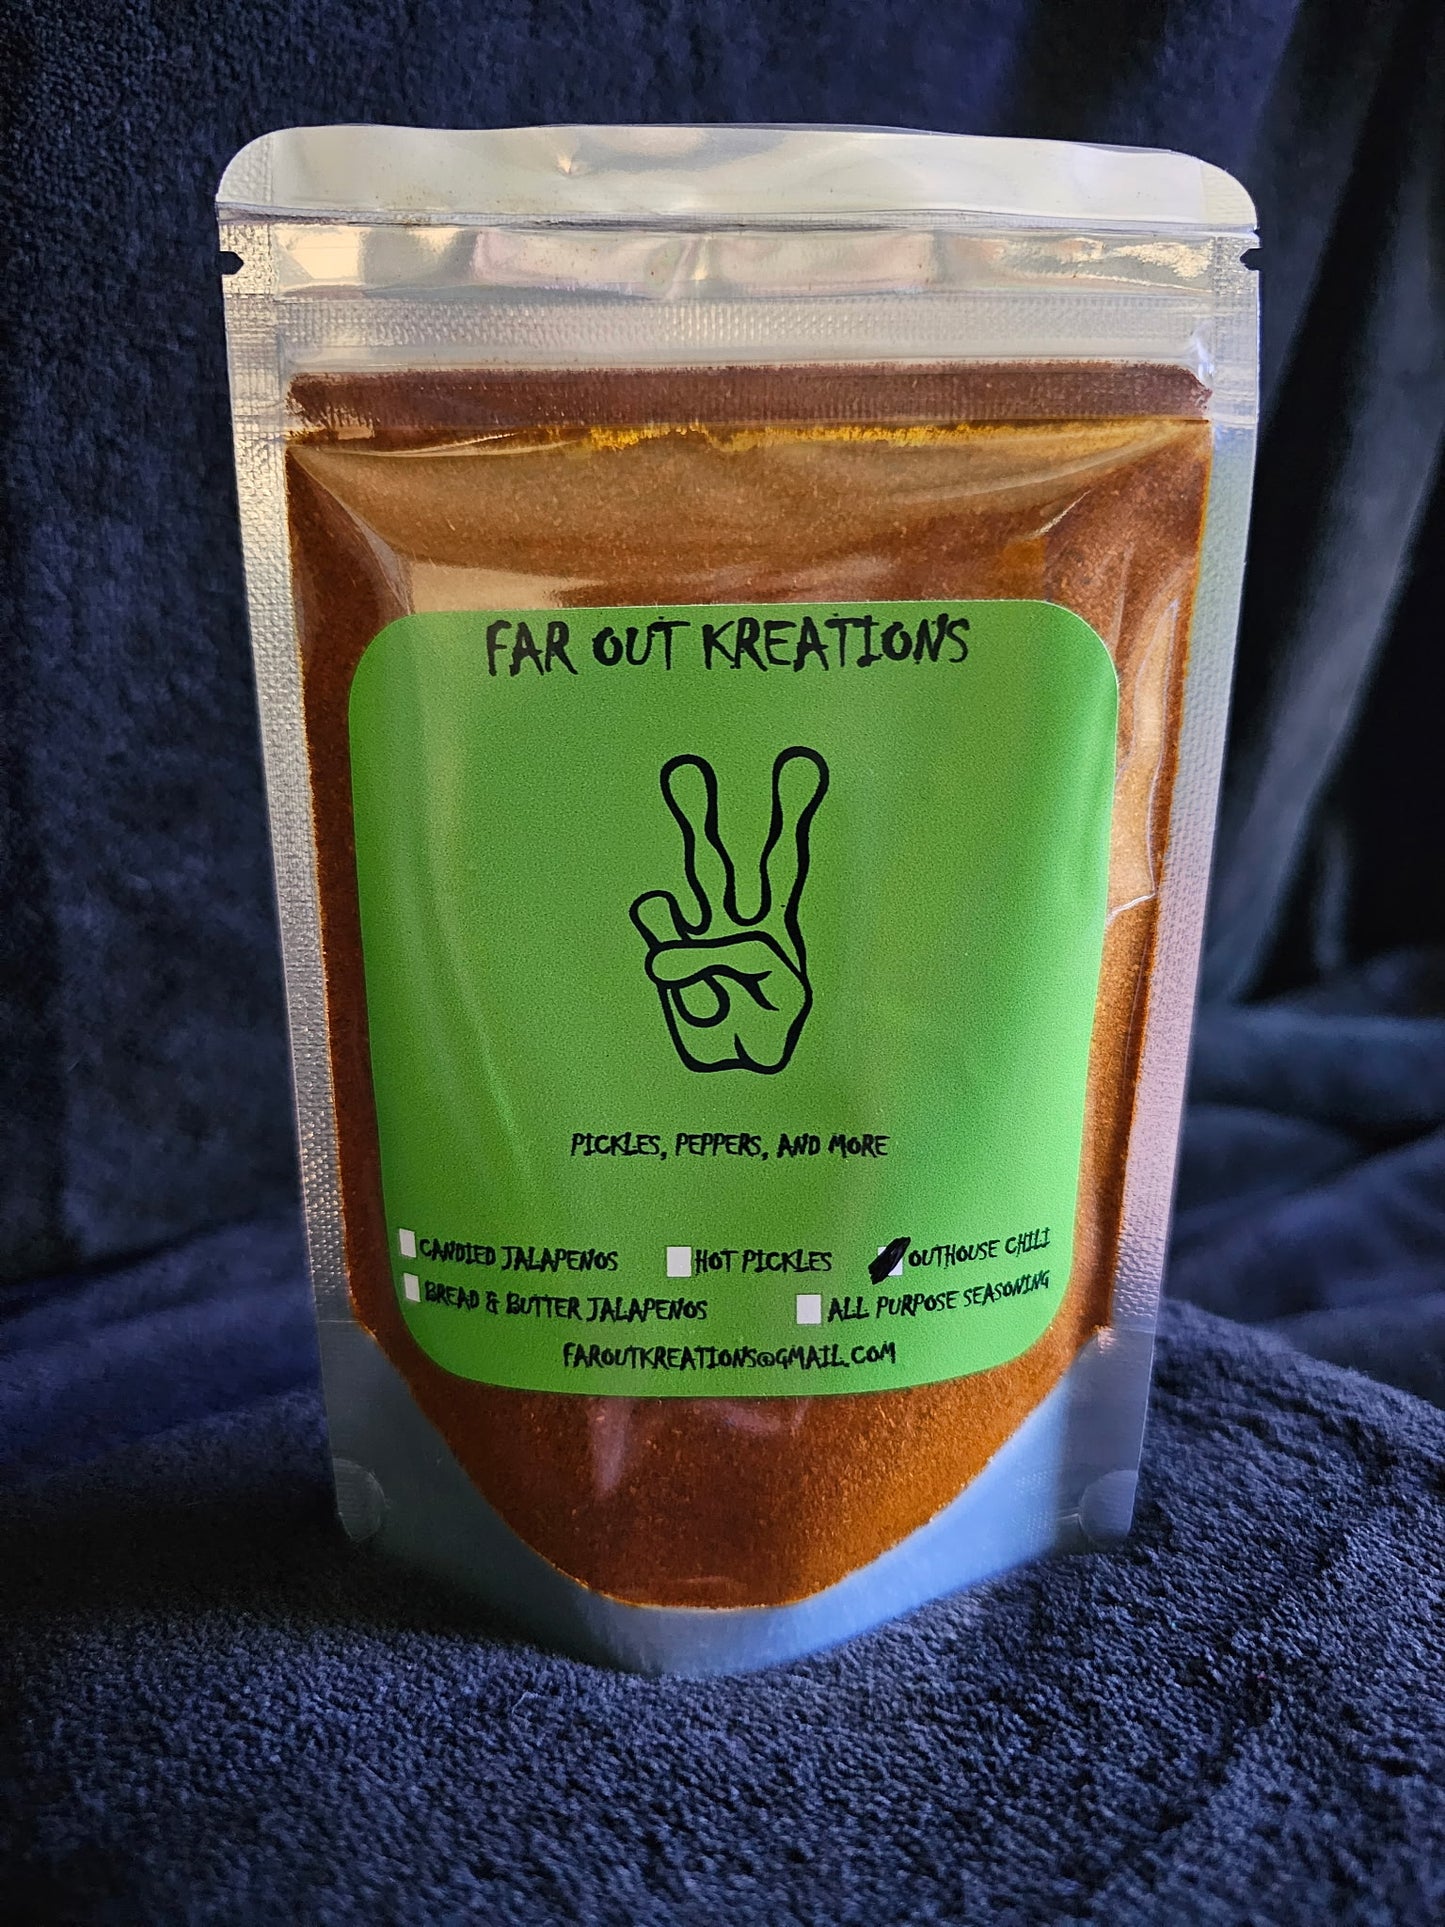 FAR OUT KREATIONS
PICKLES, PEPPERS, AND MORE
CANDIED JALAPENOS HOT PICKLES OUTHOUSE CHILI
BREAD & BUTTER JALAPENOS ALL PURPOSE SEASONING
FAROUTKREATIONS@GMAIL.COM